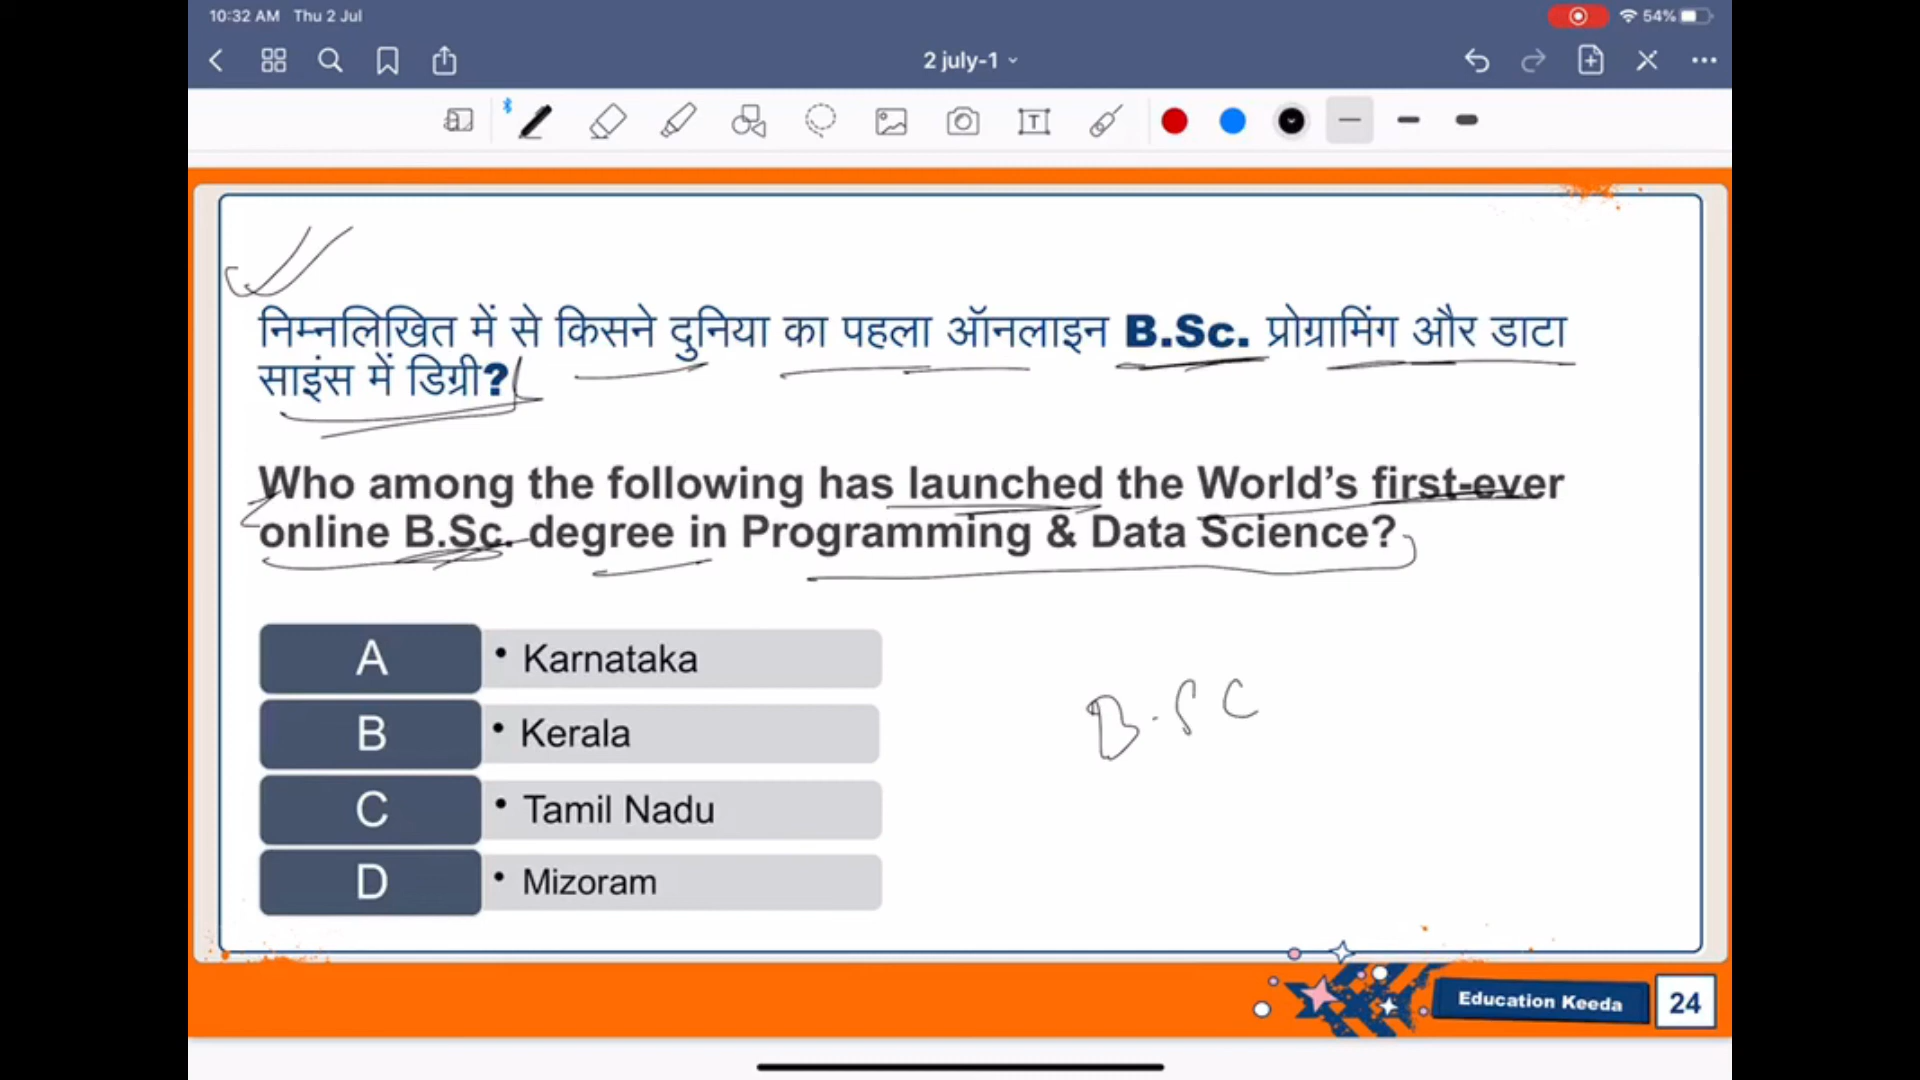 10:32 AM Thu 2 Jul
54%
2 july-1
निम्नलिखित में से किसने दुनिया का पहला ऑनलाइन B.Sc. प्रोग्रामिंग और डाटा
साइंस में डिग्री?
Who among the following has launched the World’s first-ever
online B.Sc. degree in Programming & Data Science?
A • Karnataka
B • Kerala
C • Tamil Nadu
D • Mizoram
B.SC
Education Keeda
24